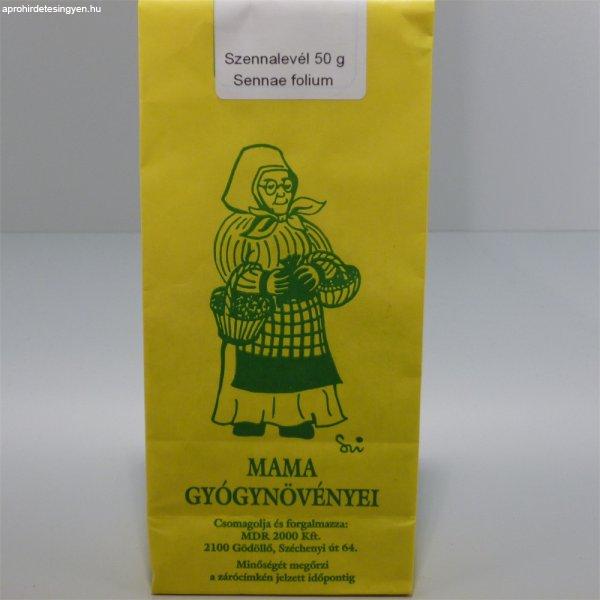 aprohirdetesingyen.hu
Szennalevél 50 g
Sennae folium
MAMA
GYÓGYNÖVÉNYEI
Csomagolja és forgalmazza:
MDR 2000 Kft.
2100 Gödöllő, Széchenyi út 64.
Minőségét megőrzi
a zárócímkén jelzett időpontig